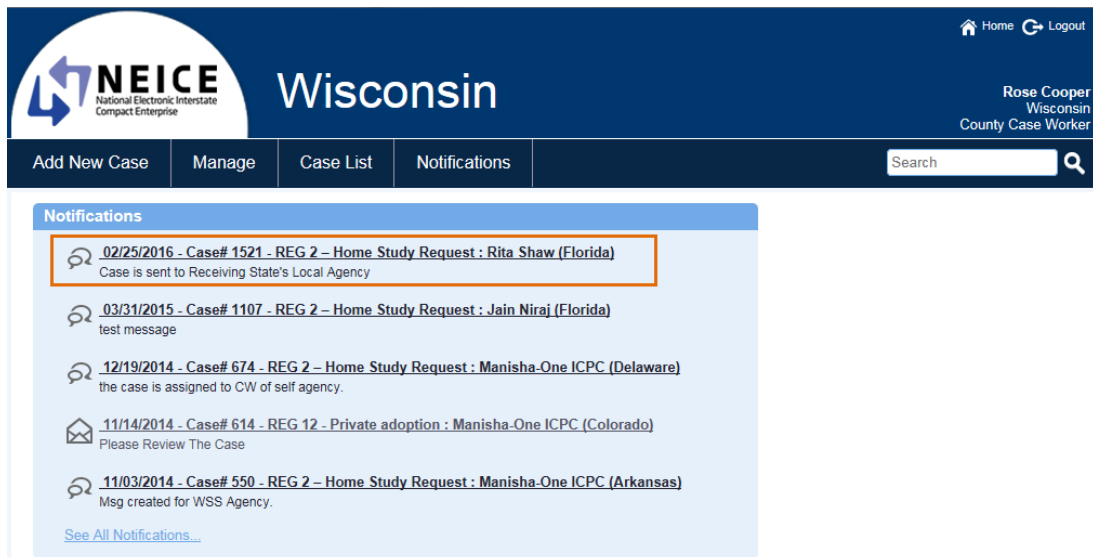 Home Logout
NEICE
National Electronic Interstate
Compact Enterprise
Wisconsin
Rose Cooper
Wisconsin
County Case Worker
Add New Case Manage Case List Notifications Search
Notifications
02/25/2016 - Case# 1521 - REG 2 – Home Study Request : Rita Shaw (Florida)
Case is sent to Receiving State's Local Agency
03/31/2015 - Case# 1107 - REG 2 – Home Study Request : Jain Niraj (Florida)
test message
12/19/2014 - Case# 674 - REG 2 – Home Study Request : Manisha-One ICPC (Delaware)
the case is assigned to CW of self agency.
11/14/2014 - Case# 614 - REG 12 - Private adoption : Manisha-One ICPC (Colorado)
Please Review The Case
11/03/2014 - Case# 550 - REG 2 – Home Study Request : Manisha-One ICPC (Arkansas)
Msg created for WSS Agency.
See All Notifications...